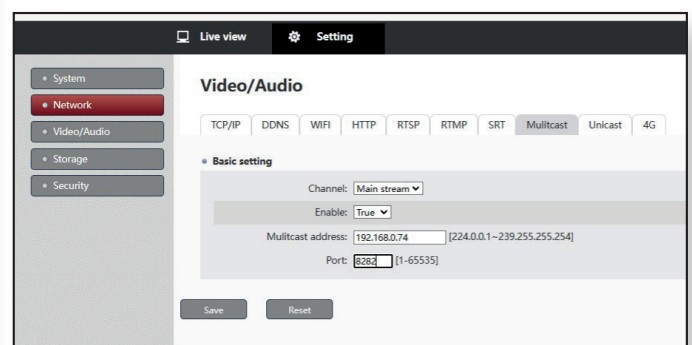 Live view
Setting
System
Network
Video/Audio
Storage
Security
Video/Audio
TCP/IP DDNS WIFI HTTP RTSP RTMP SRT Mulitcast Unicast 4G
Basic setting
Channel: Main stream
Enable: True
Mulitcast address: 192.168.0.74 [224.0.0.1~239.255.255.254]
Port: 8282 [1-65535]
Save Reset